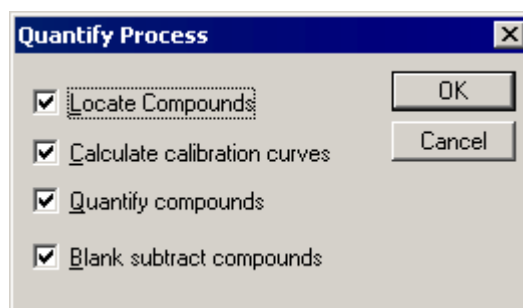 Quantify Process
Locate Compounds
OK
Calculate calibration curves
Cancel
Quantify compounds
Blank subtract compounds